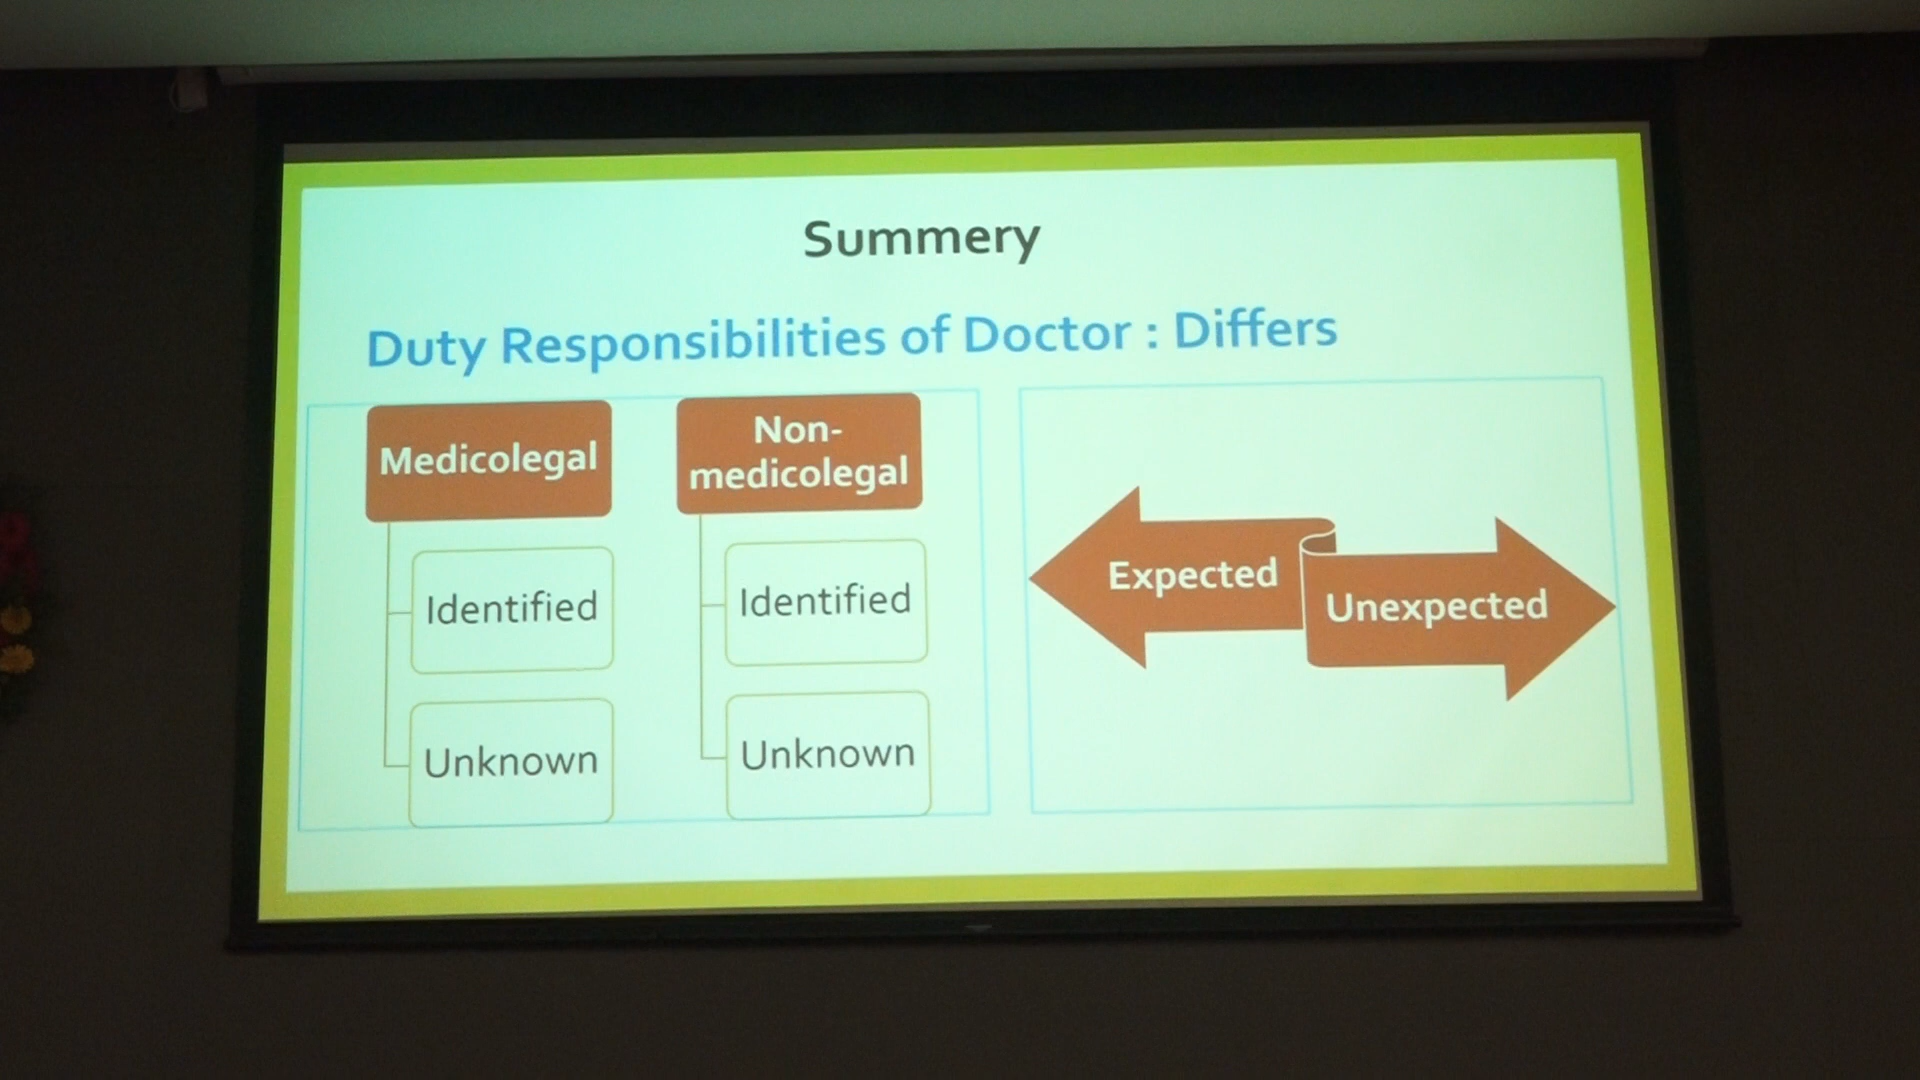 Summery
Duty Responsibilities of Doctor : Differs
Medicolegal
Identified
Unknown
Non-
medicolegal
Identified
Unknown
Expected
Unexpected